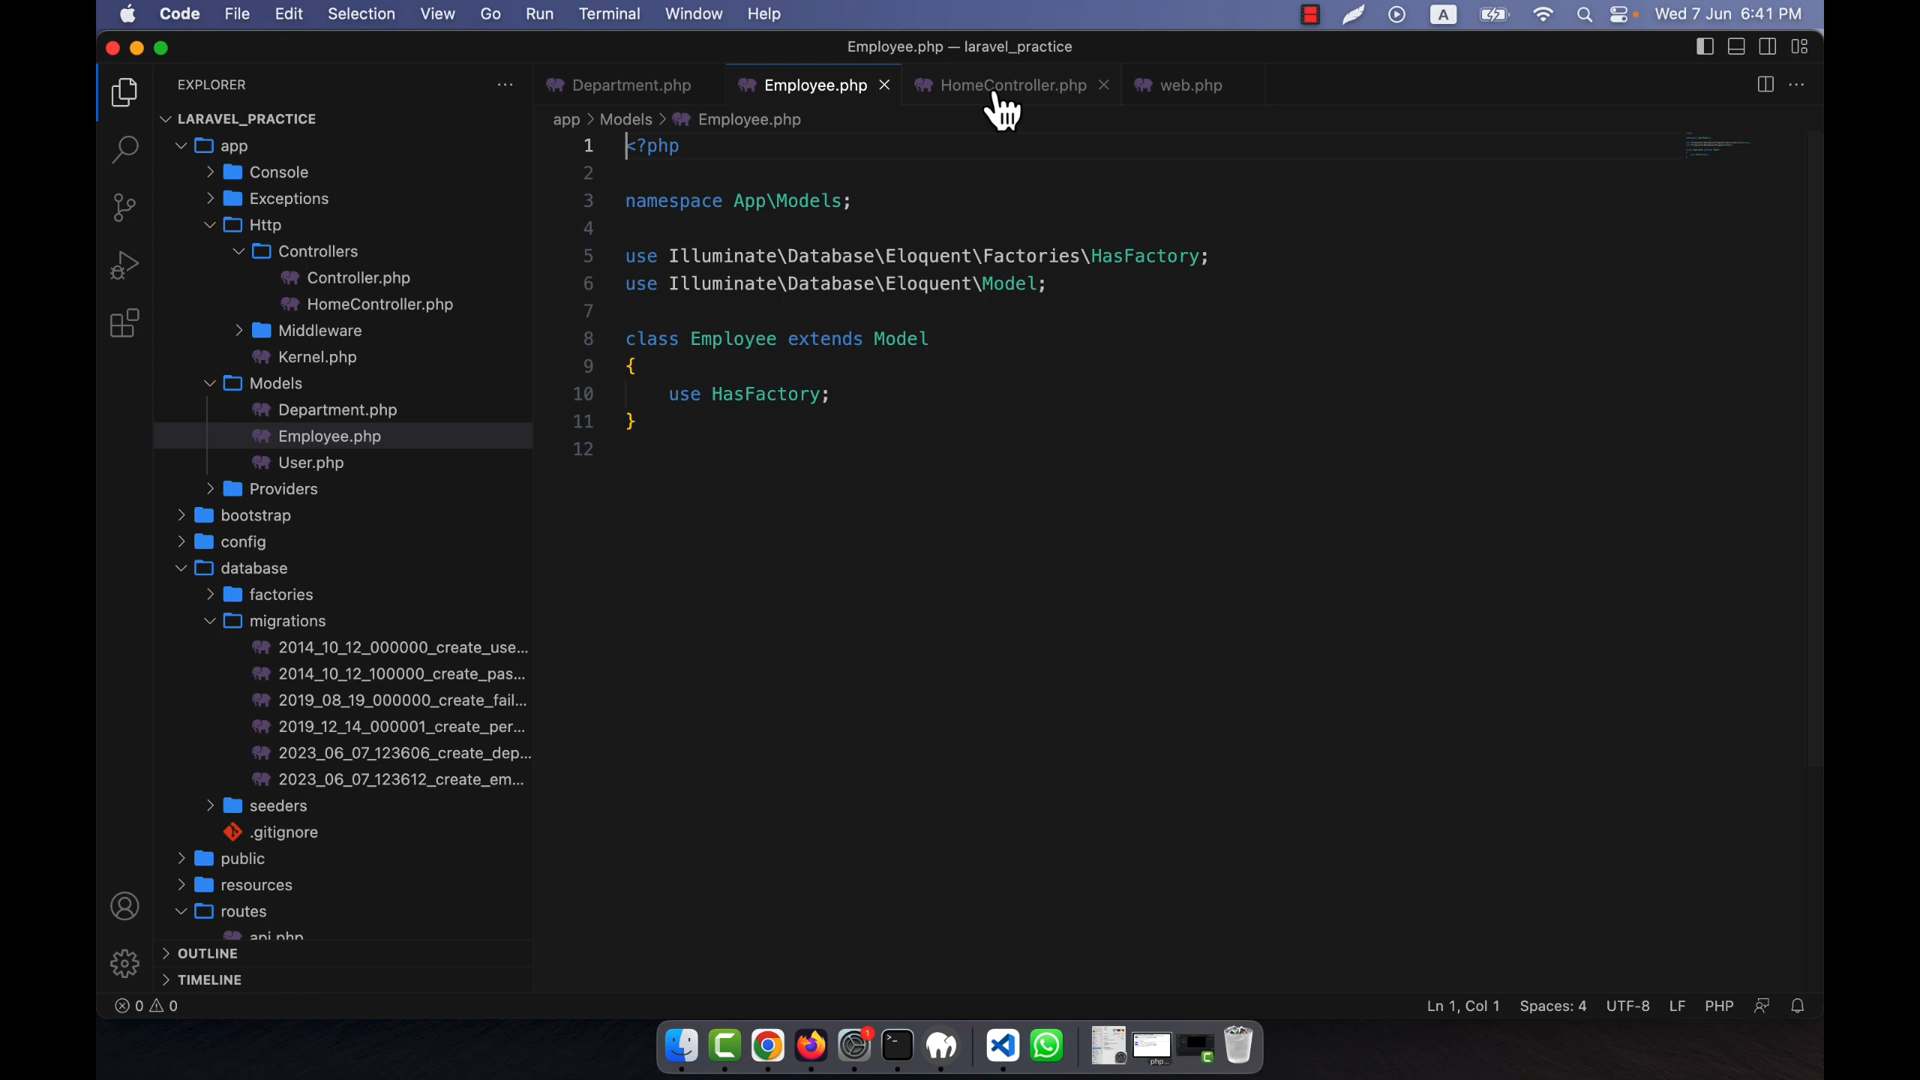 Code File Edit Selection View Go Run Terminal Window Help A Wed 7 Jun 6:41 PM
Employee.php — laravel_practice
EXPLORER
Department.php Employee.php HomeController.php web.php
LARAVEL_PRACTICE
app > Models > Employee.php
app
Console
Exceptions
Http
Controllers
Controller.php
HomeController.php
Middleware
Kernel.php
Models
Department.php
Employee.php
User.php
Providers
bootstrap
config
database
factories
migrations
2014_10_12_000000_create_use...
2014_10_12_100000_create_pas...
2019_08_19_000000_create_fail...
2019_12_14_000001_create_per...
2023_06_07_123606_create_dep...
2023_06_07_123612_create_em...
seeders
.gitignore
public
resources
routes
api.php
OUTLINE
TIMELINE
1 <?php
2
3 namespace App\Models;
4
5 use Illuminate\Database\Eloquent\Factories\HasFactory;
6 use Illuminate\Database\Eloquent\Model;
7
8 class Employee extends Model
9 {
10 use HasFactory;
11 }
12
0 0 Ln 1, Col 1 Spaces: 4 UTF-8 LF PHP
1
php...